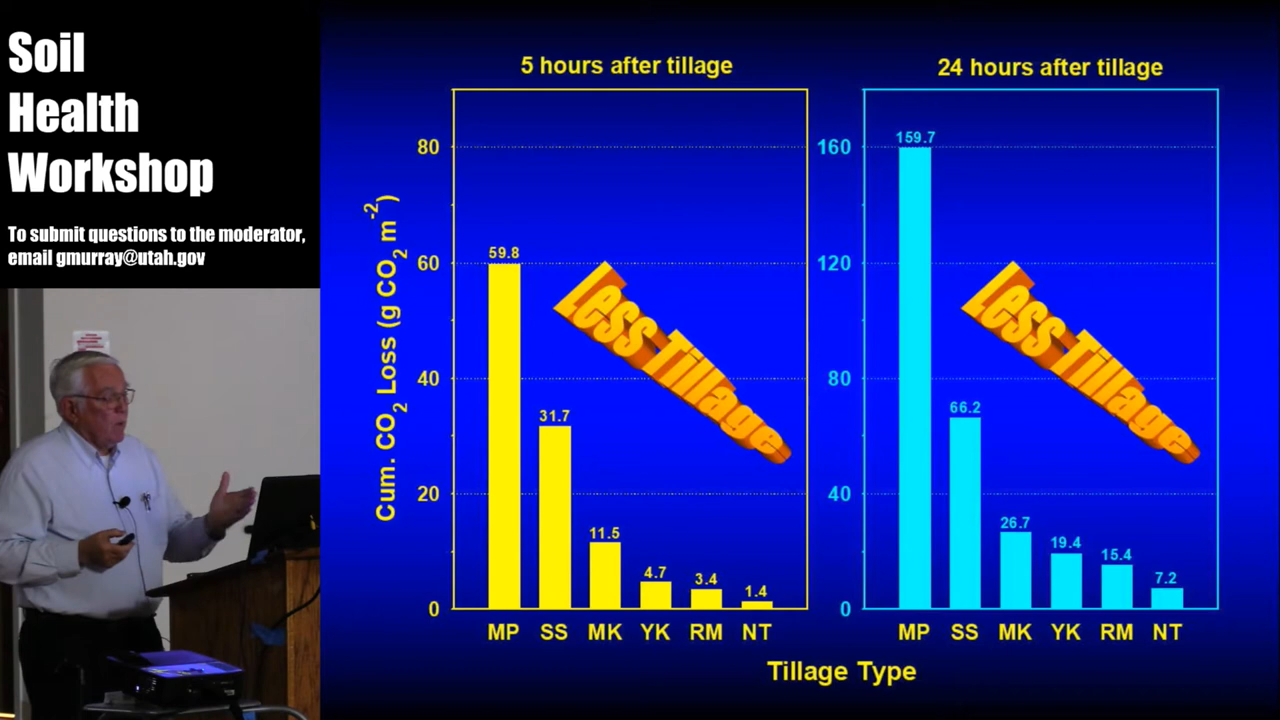 Soil
Health
Workshop
To submit questions to the moderator,
email gmurray@utah.gov
5 hours after tillage
24 hours after tillage
Cum. CO₂ Loss (g CO₂ m⁻²)
80
60
40
20
0
59.8
31.7
11.5
4.7
3.4
1.4
Less Tillage
MP SS MK YK RM NT
160
120
80
40
0
159.7
66.2
26.7
19.4
15.4
7.2
Less Tillage
MP SS MK YK RM NT
Tillage Type